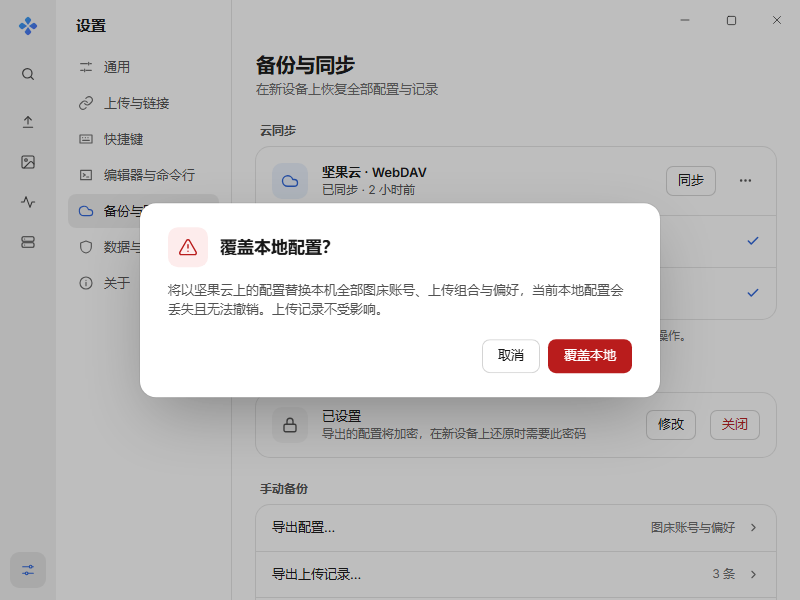 设置
通用
上传与链接
快捷键
编辑器与命令行
备份与
数据与
关于
备份与同步
在新设备上恢复全部配置与记录
云同步
坚果云 · WebDAV
已同步 · 2 小时前
同步
覆盖本地配置?
将以坚果云上的配置替换本机全部图床账号、上传组合与偏好，当前本地配置会
丢失且无法撤销。上传记录不受影响。
取消
覆盖本地
操作。
已设置
导出的配置将加密，在新设备上还原时需要此密码
修改
关闭
手动备份
导出配置...
图床账号与偏好
导出上传记录...
3 条